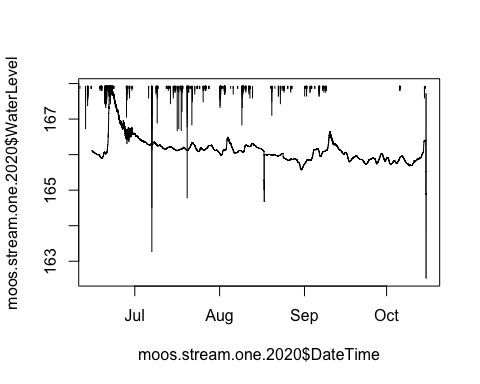 moos.stream.one.2020$WaterLevel
167
165
163
Jul Aug Sep Oct
moos.stream.one.2020$DateTime